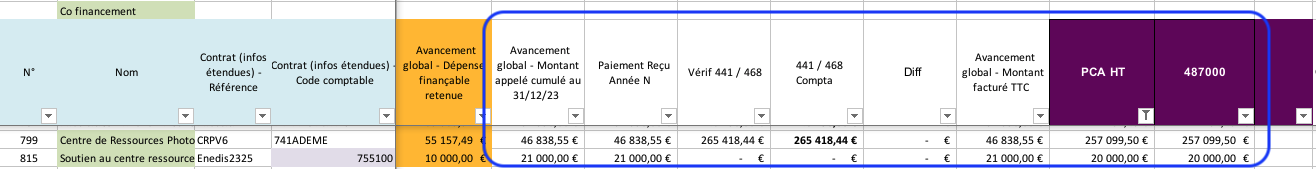 Co financement
N°
Nom
Contrat (infos étendues) - Référence
Contrat (infos étendues) - Code comptable
Avancement global - Dépense finançable retenue
Avancement global - Montant appelé cumulé au 31/12/23
Paiement Reçu Année N
Vérif 441 / 468
441 / 468 Compta
Diff
Avancement global - Montant facturé TTC
PCA HT
487000
799 Centre de Ressources Photo CRPV6 741ADEME 55 157,49 € 46 838,55 € 46 838,55 € 265 418,44 € 265 418,44 € - € 46 838,55 € 257 099,50 € 257 099,50 €
815 Soutien au centre ressource Enedis2325 755100 10 000,00 € 21 000,00 € 21 000,00 € - € - € - € 21 000,00 € 20 000,00 € 20 000,00 €